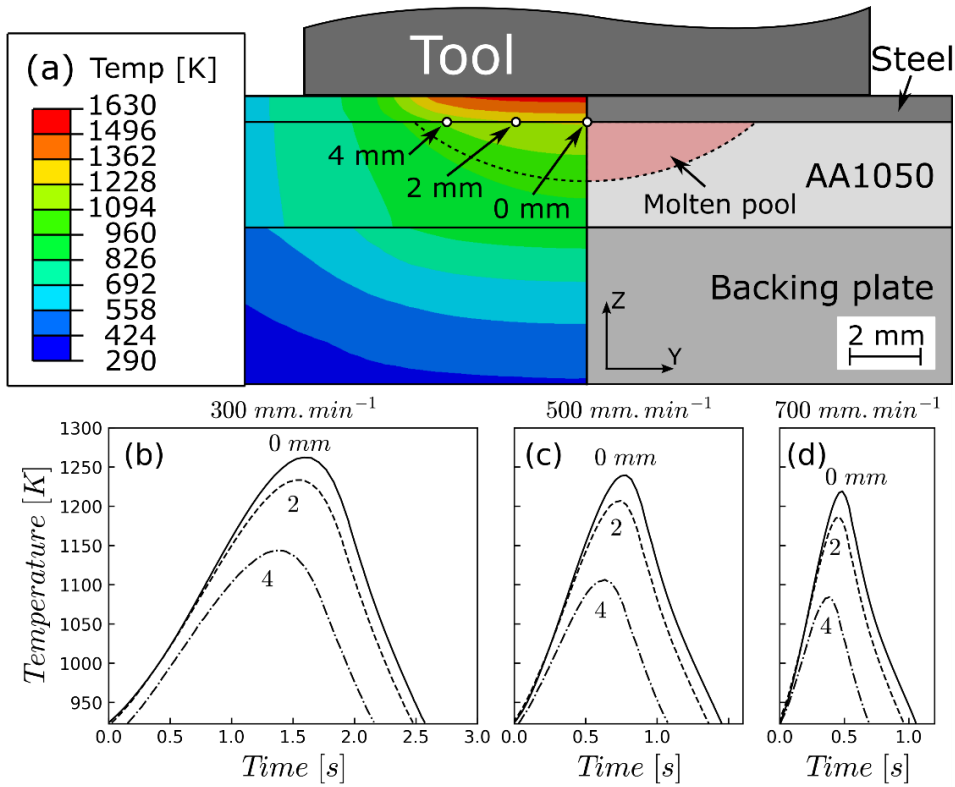 Tool
Steel
(a) Temp [K]
1630
1496
1362
1228
1094
960
826
692
558
424
290
4 mm
2 mm
0 mm
Molten pool
AA1050
Backing plate
Z
Y
2 mm
300 mm.min⁻¹
500 mm.min⁻¹
700 mm.min⁻¹
Temperature [K]
1300
1250
1200
1150
1100
1050
1000
950
(b)
0 mm
2
4
0.0 0.5 1.0 1.5 2.0 2.5 3.0
Time [s]
(c)
0 mm
2
4
0.0 0.5 1.0
Time [s]
(d)
0 mm
2
4
0.0 0.5 1.0
Time [s]